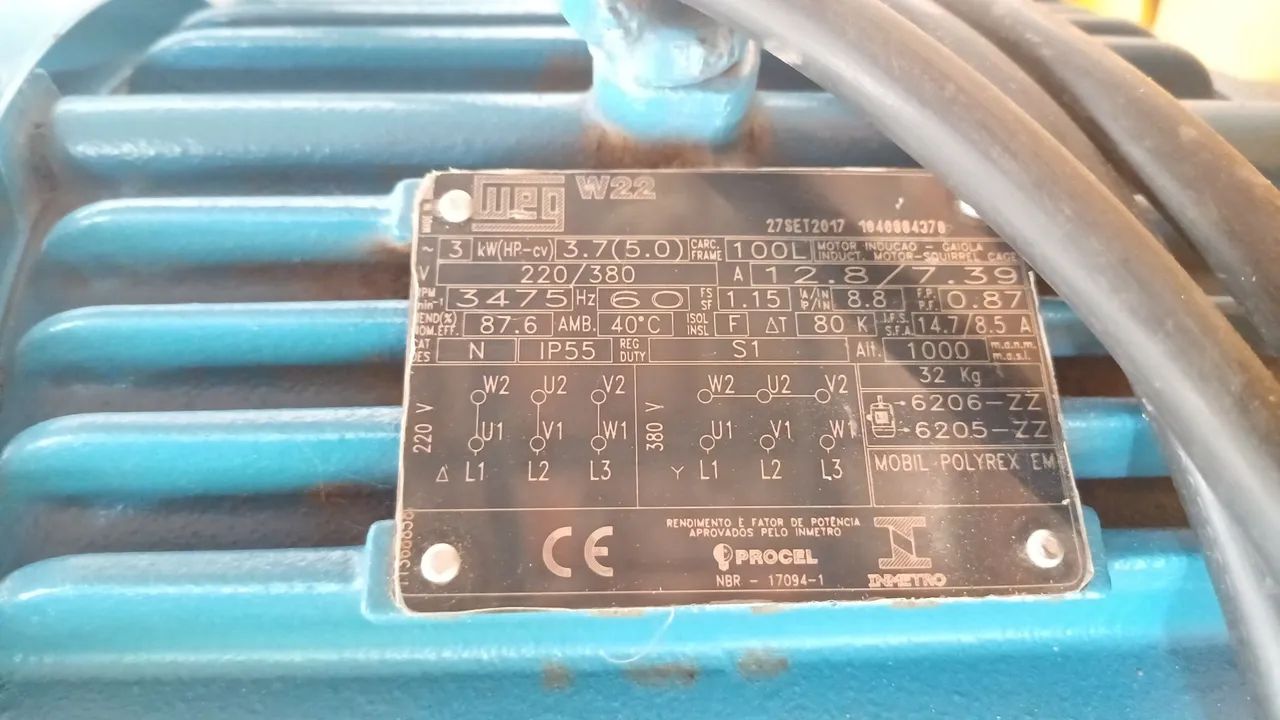 WEG W22
27SET2017 1040084370
~ 3 kW(HP-cv) 3.7(5.0) CARC. FRAME 100L MOTOR INDUCAO - GAIOLA
INDUCT. MOTOR-SQUIRREL CAGE
V 220/380 A 12.8/7.39
RPM min⁻¹ 3475 Hz 60 FS SF 1.15 IA/IN IP/IN 8.8 F.P. P.F. 0.87
REND(%) NOM.EFF. 87.6 AMB. 40°C ISOL INSL F ΔT 80 K I.F.S. S.F.A. 14.7/8.5 A
CAT DES N IP55 REG DUTY S1 Alt. 1000 m.a.n.m. m.a.s.l.
32 Kg
220 V
W2 U2 V2
U1 V1 W1
Δ L1 L2 L3
380 V
W2 U2 V2
U1 V1 W1
Y L1 L2 L3
6206-ZZ
6205-ZZ
MOBIL POLYREX EM
CE
RENDIMENTO E FATOR DE POTÊNCIA
APROVADOS PELO INMETRO
PROCEL
NBR - 17094-1
INMETRO